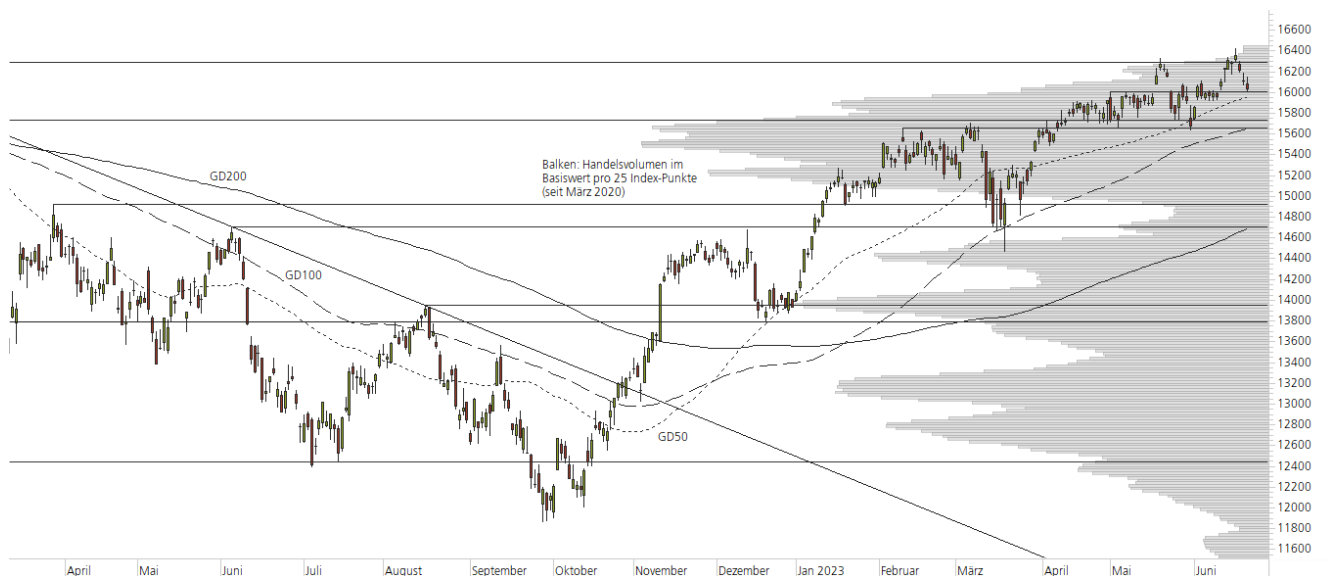 16600
16400
16200
16000
15800
15600
15400
15200
15000
14800
14600
14400
14200
14000
13800
13600
13400
13200
13000
12800
12600
12400
12200
12000
11800
11600
GD200
Balken: Handelsvolumen im
Basiswert pro 25 Index-Punkte
(seit März 2020)
GD100
GD50
April
Mai
Juni
Juli
August
September
Oktober
November
Dezember
Jan 2023
Februar
März
April
Mai
Juni